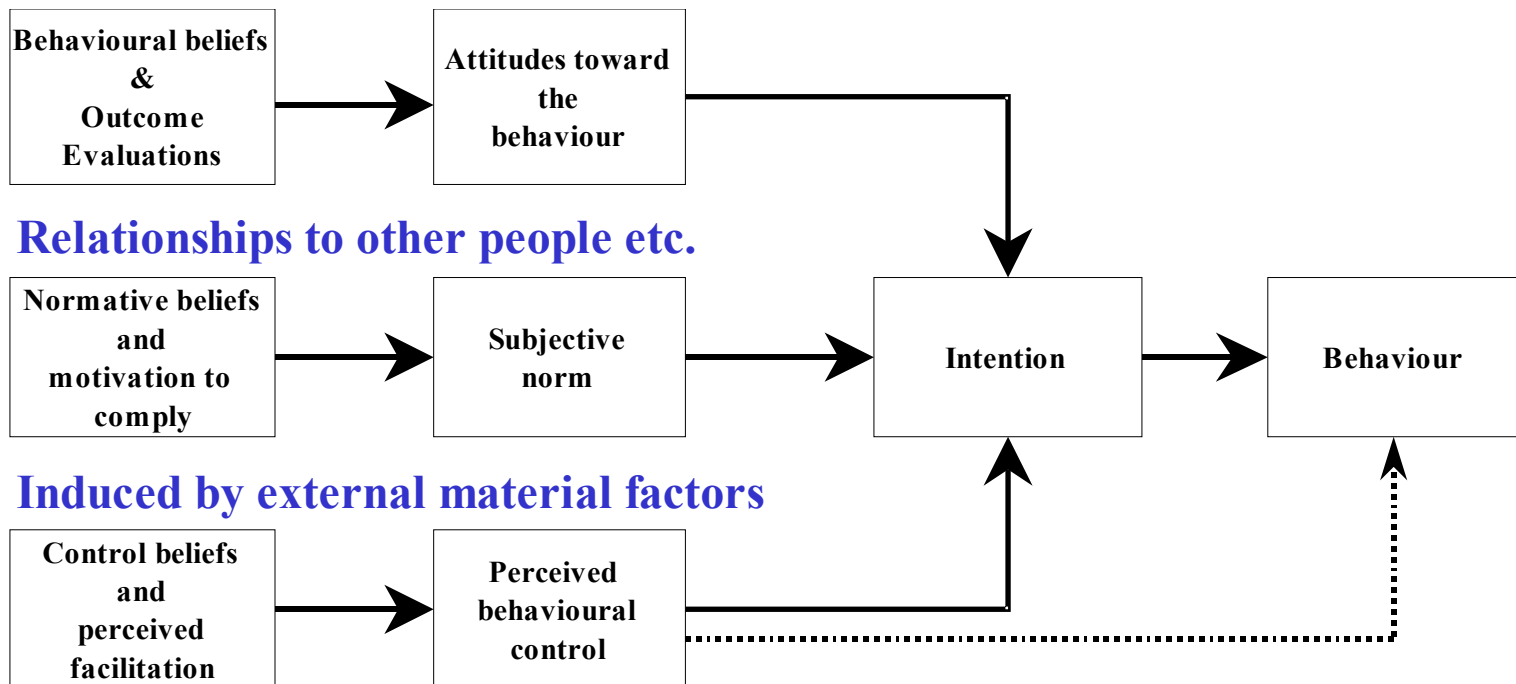 Behavioural beliefs
&
Outcome
Evaluations
Attitudes toward
the
behaviour
Relationships to other people etc.
Normative beliefs
and
motivation to
comply
Subjective
norm
Intention
Behaviour
Induced by external material factors
Control beliefs
and
perceived
facilitation
Perceived
behavioural
control